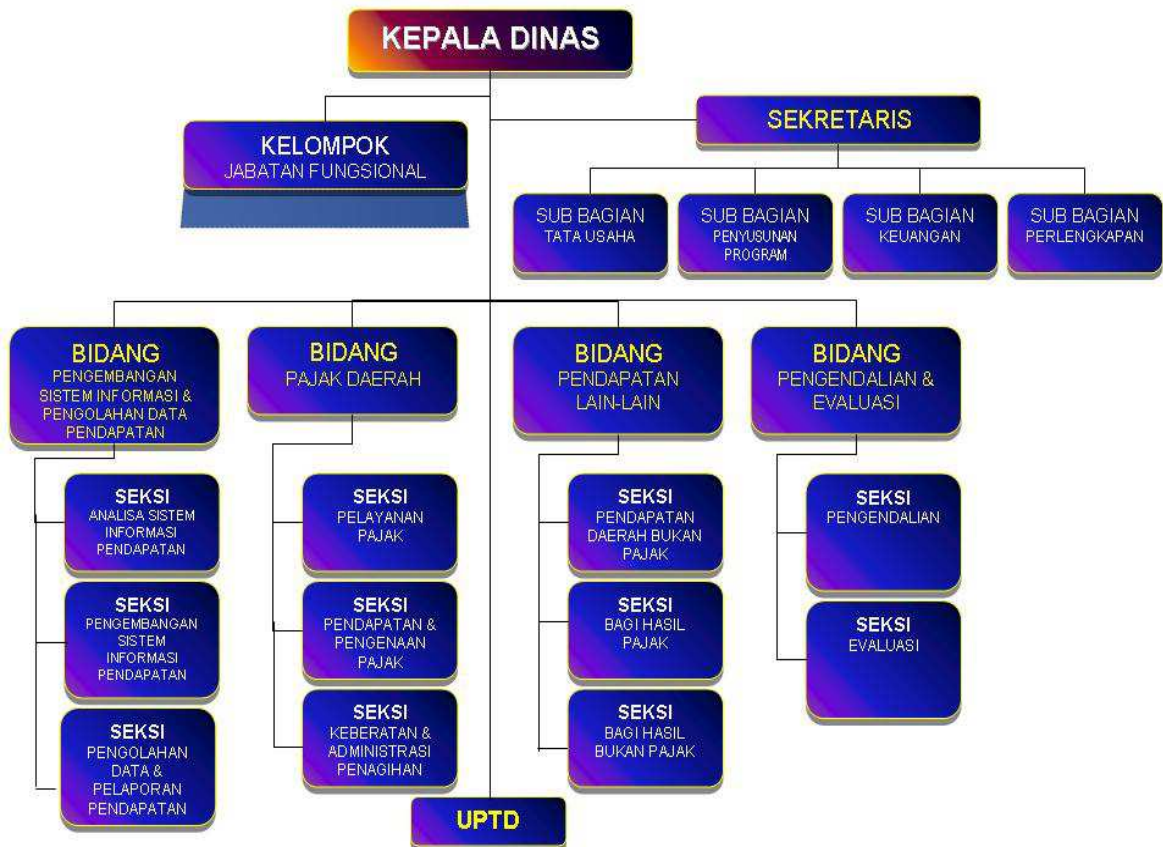 KEPALA DINAS
KELOMPOK
JABATAN FUNGSIONAL
SEKRETARIS
SUB BAGIAN
TATA USAHA
SUB BAGIAN
PENYUSUNAN
PROGRAM
SUB BAGIAN
KEUANGAN
SUB BAGIAN
PERLENGKAPAN
BIDANG
PENGEMBANGAN
SISTEM INFORMASI &
PENGOLAHAN DATA
PENDAPATAN
BIDANG
PAJAK DAERAH
BIDANG
PENDAPATAN
LAIN-LAIN
BIDANG
PENGENDALIAN &
EVALUASI
SEKSI
ANALISA SISTEM
INFORMASI
PENDAPATAN
SEKSI
PENGEMBANGAN
SISTEM
INFORMASI
PENDAPATAN
SEKSI
PENGOLAHAN
DATA &
PELAPORAN
PENDAPATAN
SEKSI
PELAYANAN
PAJAK
SEKSI
PENDAPATAN &
PENGENAAN
PAJAK
SEKSI
KEBERATAN &
ADMINISTRASI
PENAGIHAN
SEKSI
PENDAPATAN
DAERAH BUKAN
PAJAK
SEKSI
BAGI HASIL
PAJAK
SEKSI
BAGI HASIL
BUKAN PAJAK
SEKSI
PENGENDALIAN
SEKSI
EVALUASI
UPTD